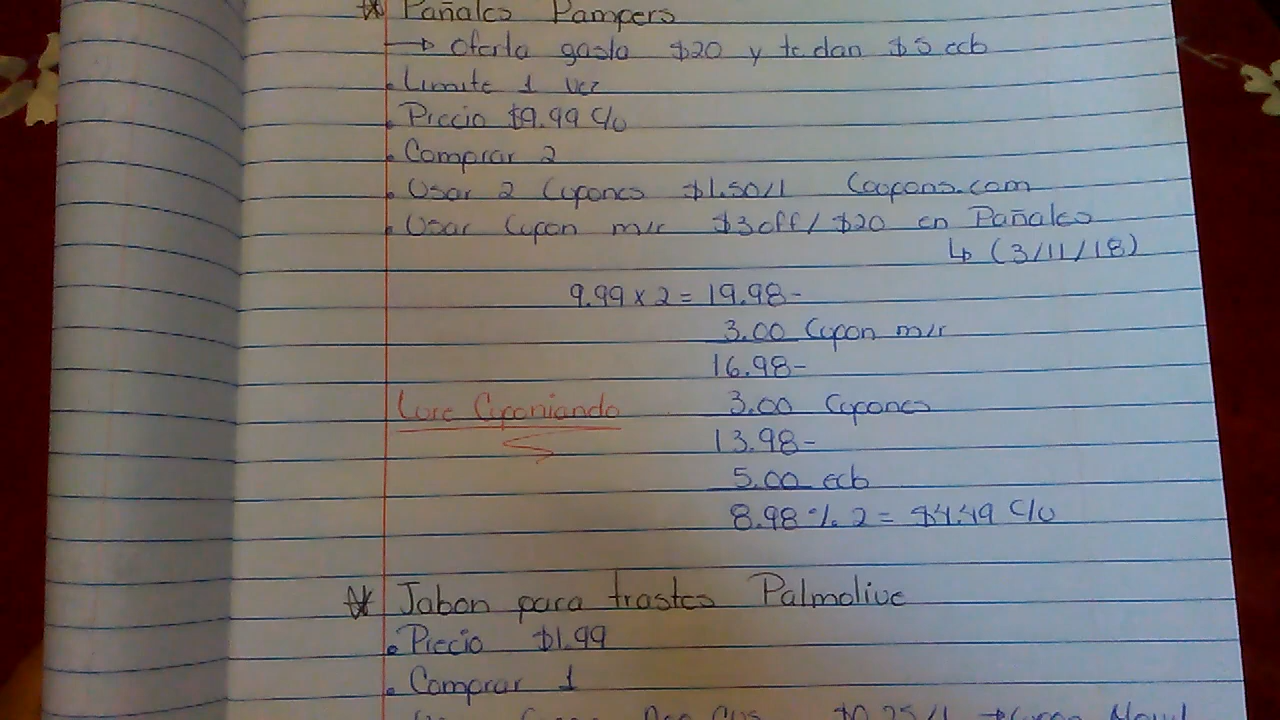 * Pañales Pampers
→ Oferta gasta $20 y te dan $5 ecb
• Limite 1 vez
• Precio $9.99 c/u
• Comprar 2
• Usar 2 Cupones $1.50/1 Coupons.com
• Usar Cupon m/r $3 off / $20 en Pañales
↳ (3/11/18)
9.99 x 2 = 19.98-
3.00 Cupon m/r
16.98-
Lore Cuponiando 3.00 Cupones
13.98-
5.00 ecb
8.98 % 2 = $4.49 c/u
* Jabon para trastes Palmolive
• Precio $1.99
• Comprar 1
$0.25/1